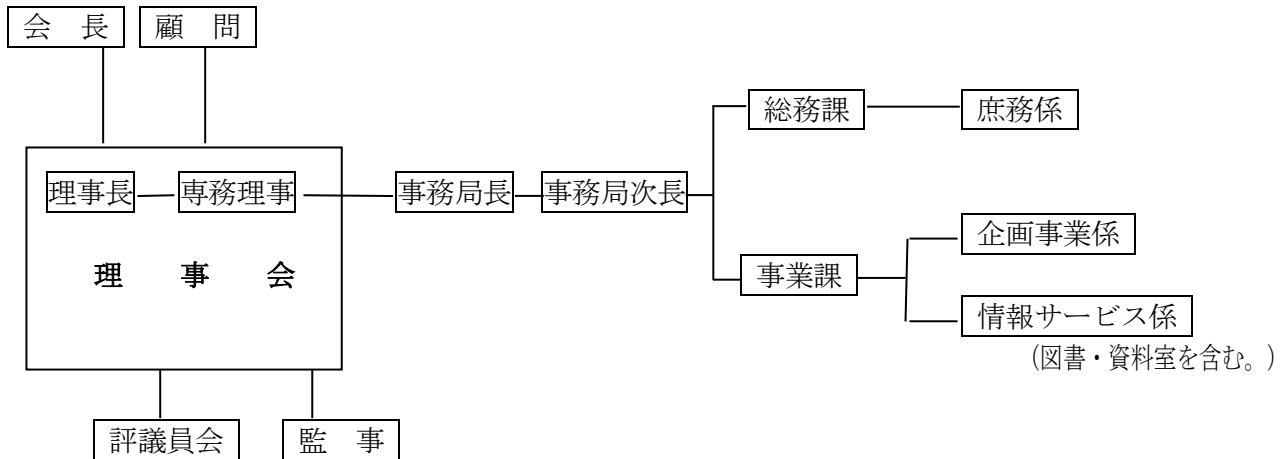 会　長
顧　問
総務課
庶務係
理事長
専務理事
事務局長
事務局次長
企画事業係
理　事　会
事業課
情報サービス係
（図書・資料室を含む。）
評議員会
監　事